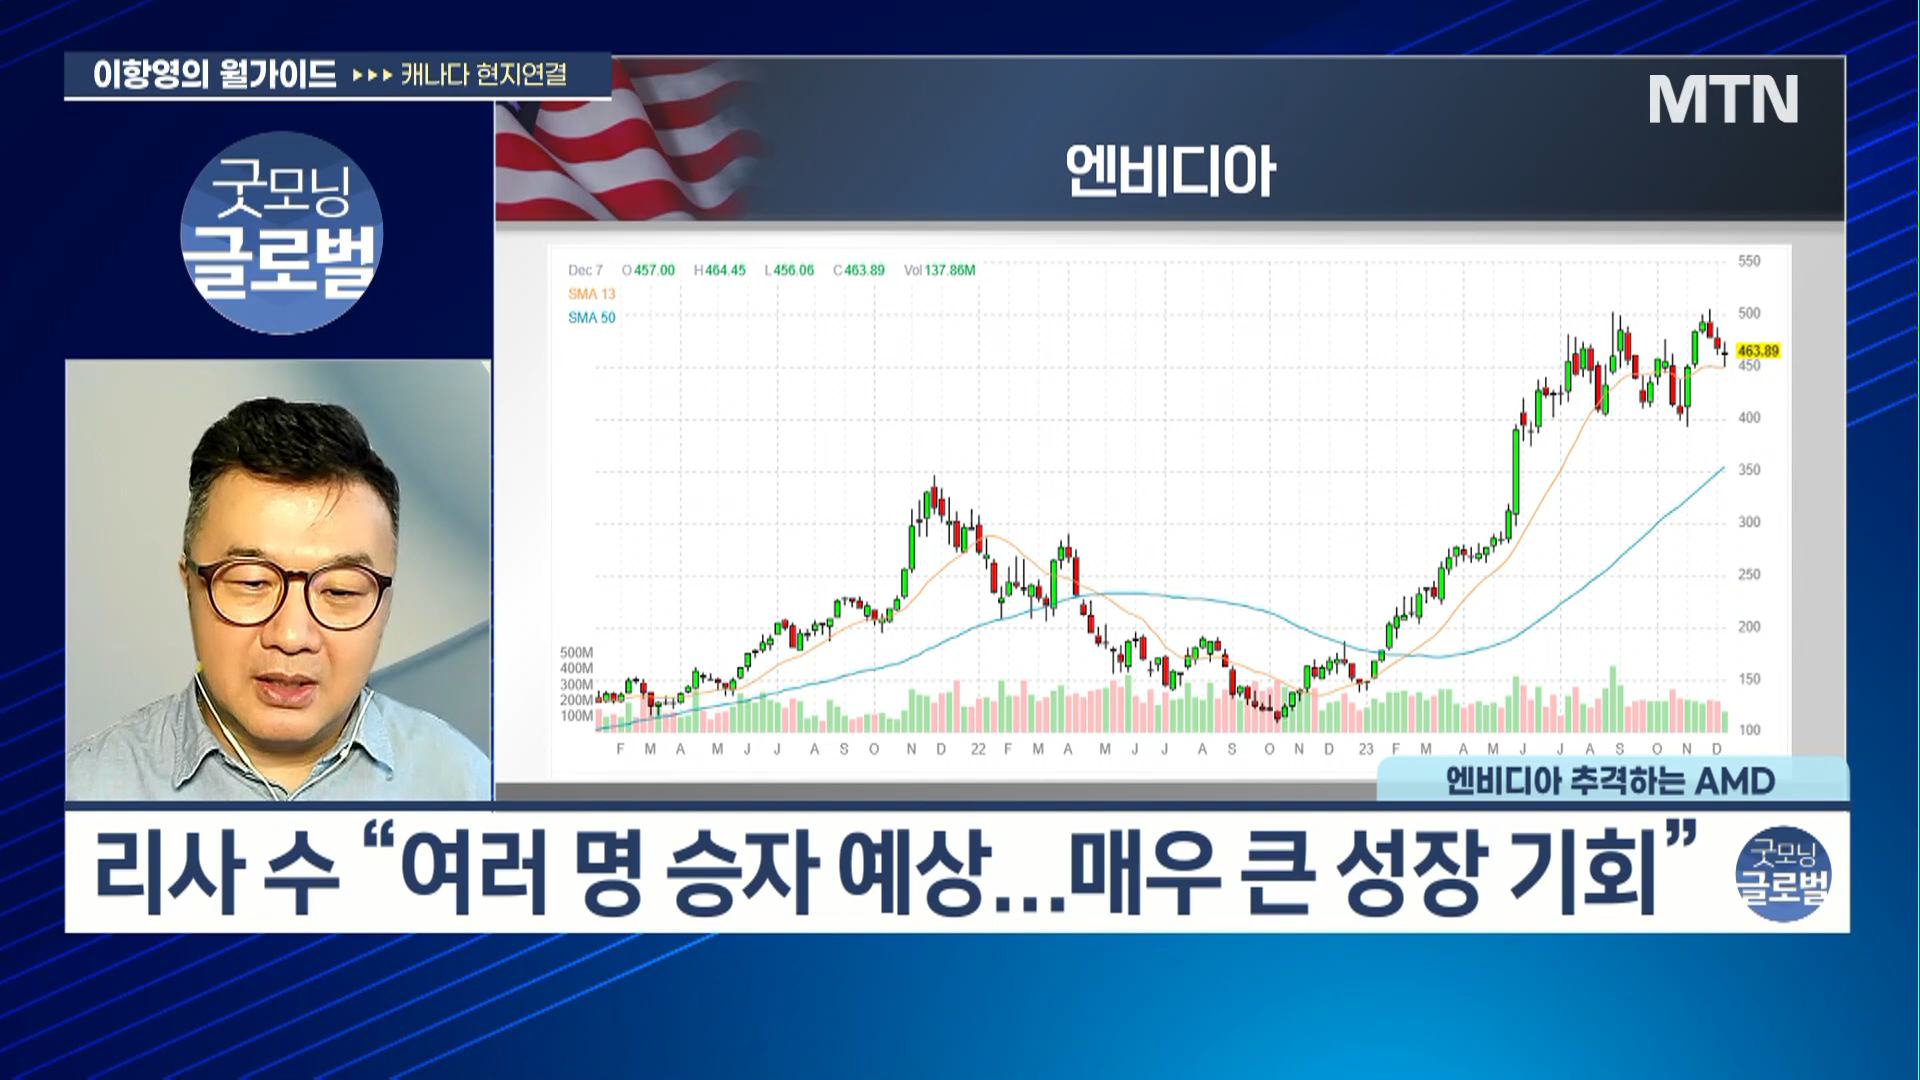 이항영의 월가이드 ▸▸▸ 캐나다 현지연결
MTN
굿모닝
글로벌
엔비디아
Dec 7 O 457.00 H 464.45 L 456.06 C 463.89 Vol 137.86M
SMA 13
SMA 50
550
500
463.89
450
400
350
300
250
200
150
100
500M
400M
300M
200M
100M
F M A M J J A S O N D 22 F M A M J J A S O N D 23 F M A M J J A S O N D
엔비디아 추격하는 AMD
리사 수 “여러 명 승자 예상...매우 큰 성장 기회”
굿모닝
글로벌